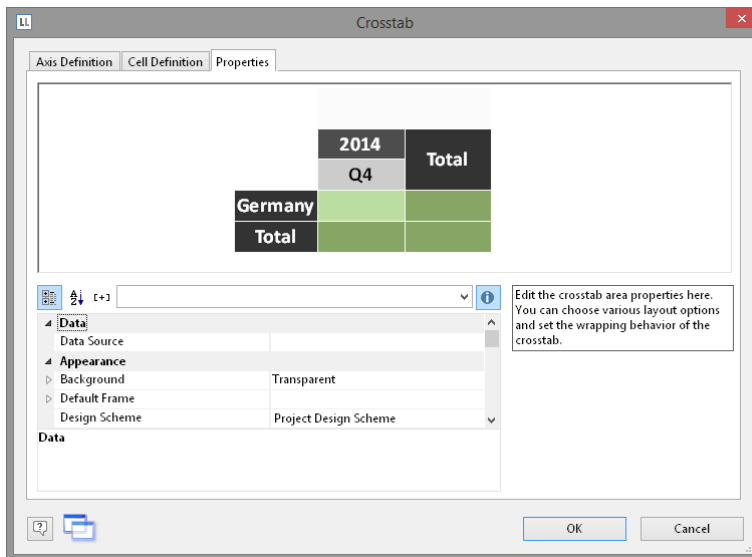 LL
Crosstab
x
Axis Definition Cell Definition Properties
2014
Total
Q4
Germany
Total
A Z [+]
i
Edit the crosstab area properties here.
You can choose various layout options
and set the wrapping behavior of the
crosstab.
Data
Data Source
Appearance
Background Transparent
Default Frame
Design Scheme Project Design Scheme
Data
?
OK Cancel